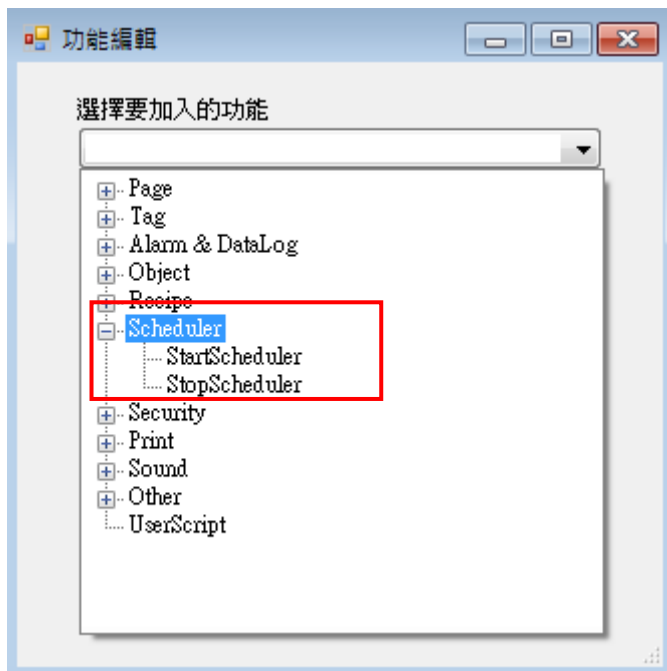 功能編輯
選擇要加入的功能
Page
Tag
Alarm & DataLog
Object
Recipe
Scheduler
StartScheduler
StopScheduler
Security
Print
Sound
Other
UserScript